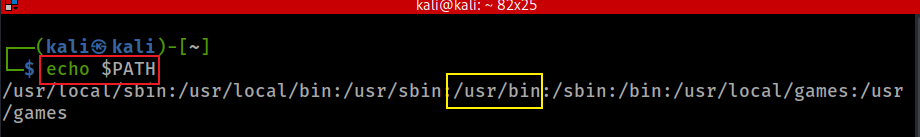 kali@kali: ~ 82x25
┌──(kali㉿kali)-[~]
└─$ echo $PATH
/usr/local/sbin:/usr/local/bin:/usr/sbin:/usr/bin:/sbin:/bin:/usr/local/games:/usr
/games